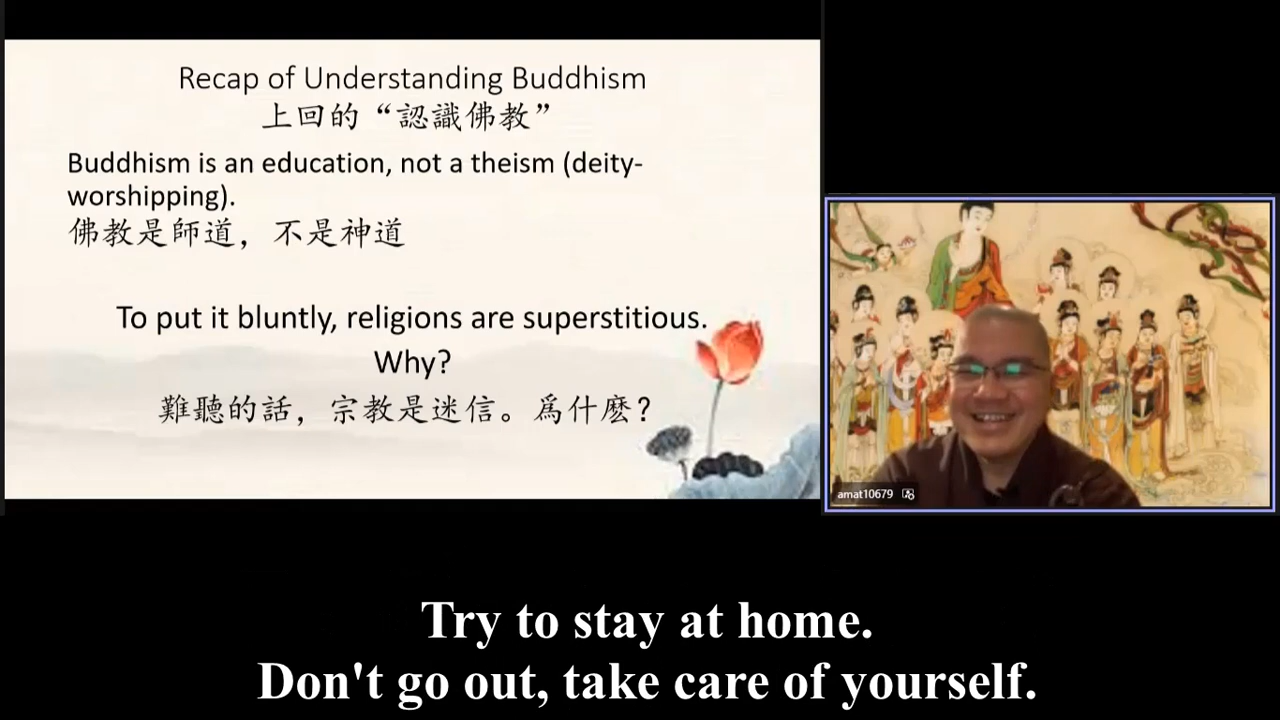 Recap of Understanding Buddhism
上回的“認識佛教”
Buddhism is an education, not a theism (deity-
worshipping).
佛教是師道，不是神道
To put it bluntly, religions are superstitious.
Why?
難聽的話，宗教是迷信。爲什麽？
amat10679
Try to stay at home.
Don't go out, take care of yourself.